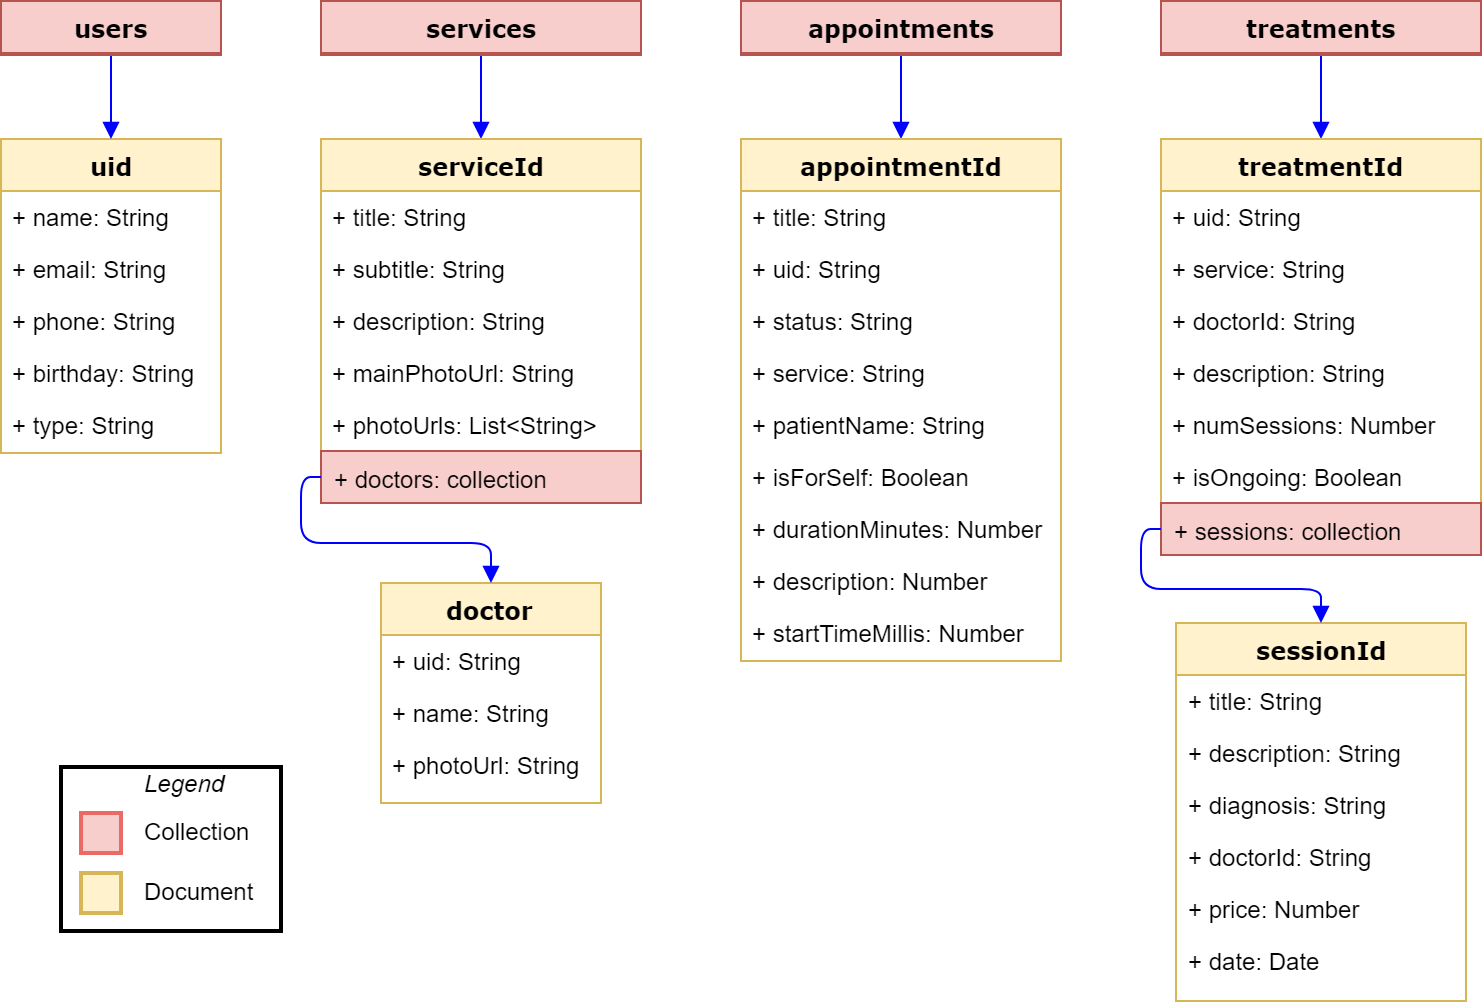 users
uid
+ name: String
+ email: String
+ phone: String
+ birthday: String
+ type: String
services
serviceId
+ title: String
+ subtitle: String
+ description: String
+ mainPhotoUrl: String
+ photoUrls: List<String>
+ doctors: collection
doctor
+ uid: String
+ name: String
+ photoUrl: String
appointments
appointmentId
+ title: String
+ uid: String
+ status: String
+ service: String
+ patientName: String
+ isForSelf: Boolean
+ durationMinutes: Number
+ description: Number
+ startTimeMillis: Number
treatments
treatmentId
+ uid: String
+ service: String
+ doctorId: String
+ description: String
+ numSessions: Number
+ isOngoing: Boolean
+ sessions: collection
sessionId
+ title: String
+ description: String
+ diagnosis: String
+ doctorId: String
+ price: Number
+ date: Date
Legend
Collection
Document